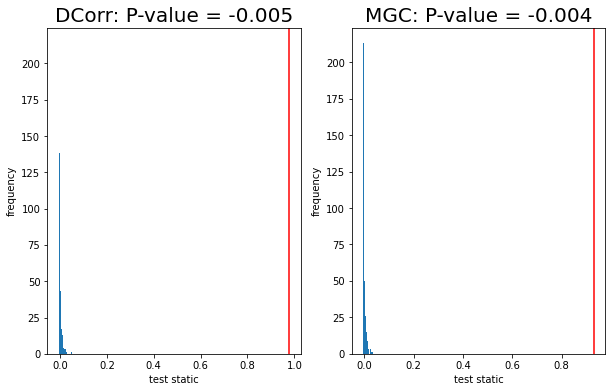 DCorr: P-value = -0.005
200
175
150
125
100
75
50
25
0
frequency
0.0 0.2 0.4 0.6 0.8 1.0
test static
MGC: P-value = -0.004
200
175
150
125
100
75
50
25
0
frequency
0.0 0.2 0.4 0.6 0.8
test static